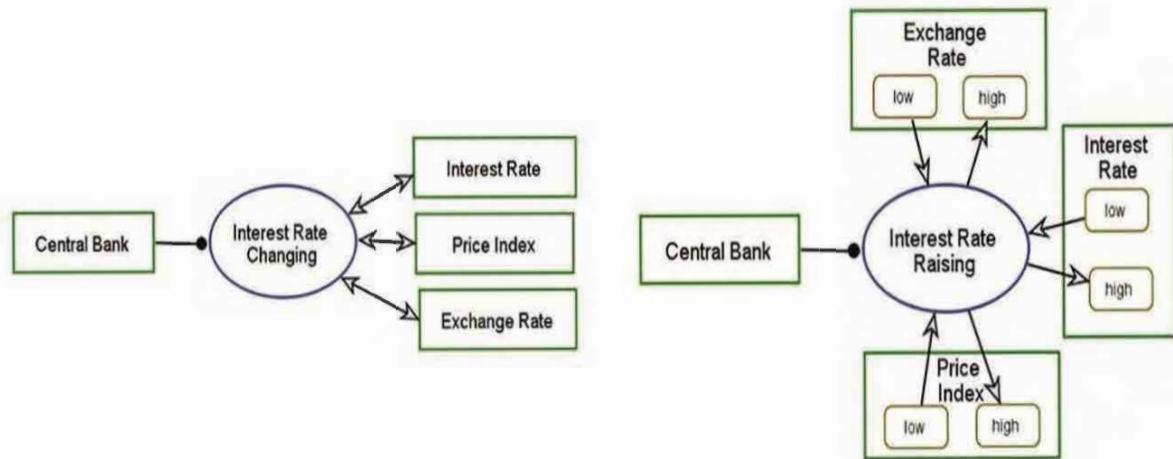 Central Bank
Interest Rate
Changing
Interest Rate
Price Index
Exchange Rate
Exchange
Rate
low
high
Interest
Rate
low
high
Central Bank
Interest Rate
Raising
Price
Index
low
high